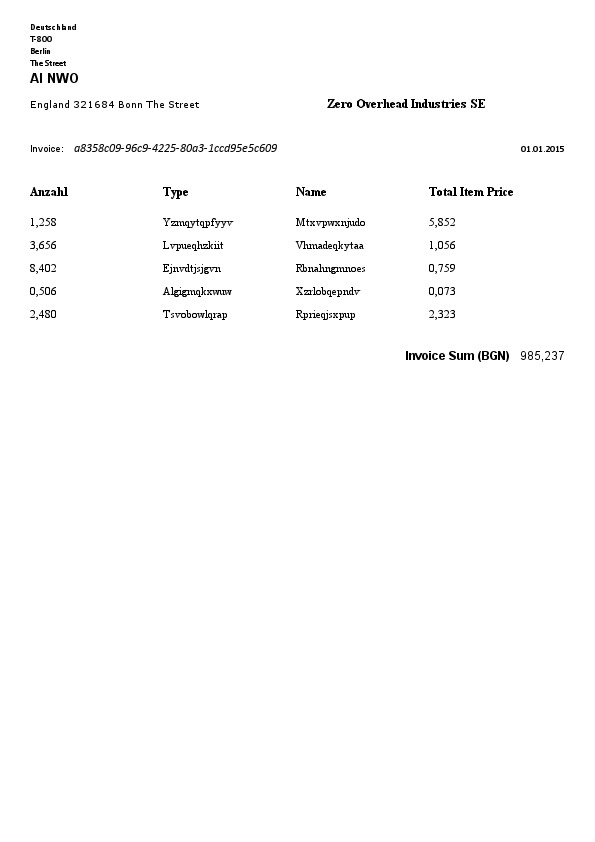 Deutschland
T-800
Berlin
The Street
AI NWO
England 321684 Bonn The Street Zero Overhead Industries SE
Invoice: a8358c09-96c9-4225-80a3-1ccd95e5c609 01.01.2015
Anzahl Type Name Total Item Price
1,258 Yzmqytqpfyyv Mtxvpwxnjudo 5,852
3,656 Lvpueqhzkiit Vhmadeqkytaa 1,056
8,402 Ejnvdtjsjgvn Rbnahngmnoes 0,759
0,506 Algigmqkxwuw Xzrlobqepndv 0,073
2,480 Tsvobowlqrap Rprieqjsxpup 2,323
Invoice Sum (BGN) 985,237